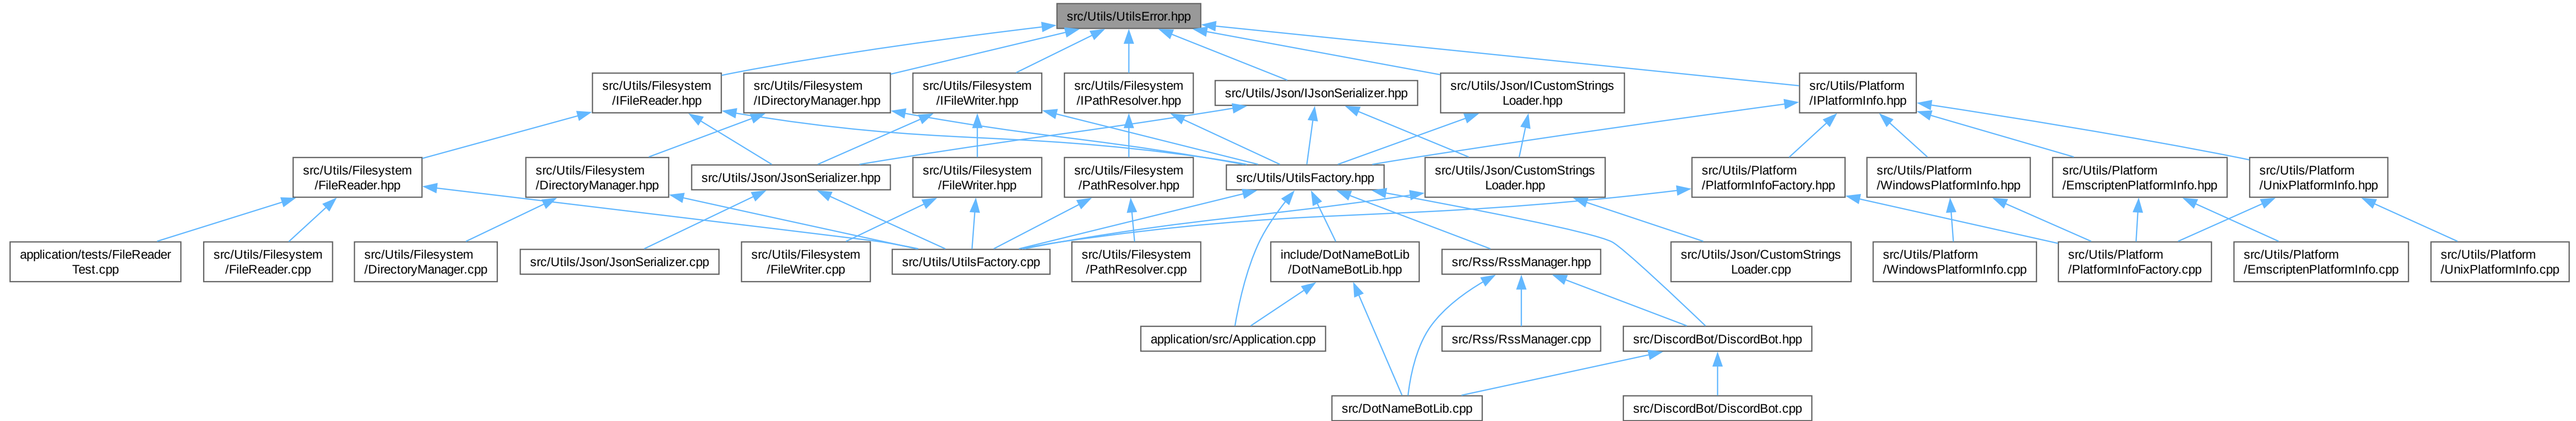 src/Utils/UtilsError.hpp
src/Utils/Filesystem
/IFileReader.hpp
src/Utils/Filesystem
/IDirectoryManager.hpp
src/Utils/Filesystem
/IFileWriter.hpp
src/Utils/Filesystem
/IPathResolver.hpp
src/Utils/Json/IJsonSerializer.hpp
src/Utils/Json/ICustomStrings
Loader.hpp
src/Utils/Platform
/IPlatformInfo.hpp
src/Utils/Filesystem
/FileReader.hpp
src/Utils/Filesystem
/DirectoryManager.hpp
src/Utils/Json/JsonSerializer.hpp
src/Utils/Filesystem
/FileWriter.hpp
src/Utils/Filesystem
/PathResolver.hpp
src/Utils/UtilsFactory.hpp
src/Utils/Json/CustomStrings
Loader.hpp
src/Utils/Platform
/PlatformInfoFactory.hpp
src/Utils/Platform
/WindowsPlatformInfo.hpp
src/Utils/Platform
/EmscriptenPlatformInfo.hpp
src/Utils/Platform
/UnixPlatformInfo.hpp
application/tests/FileReader
Test.cpp
src/Utils/Filesystem
/FileReader.cpp
src/Utils/Filesystem
/DirectoryManager.cpp
src/Utils/Json/JsonSerializer.cpp
src/Utils/Filesystem
/FileWriter.cpp
src/Utils/UtilsFactory.cpp
src/Utils/Filesystem
/PathResolver.cpp
include/DotNameBotLib
/DotNameBotLib.hpp
src/Rss/RssManager.hpp
src/Utils/Json/CustomStrings
Loader.cpp
src/Utils/Platform
/WindowsPlatformInfo.cpp
src/Utils/Platform
/PlatformInfoFactory.cpp
src/Utils/Platform
/EmscriptenPlatformInfo.cpp
src/Utils/Platform
/UnixPlatformInfo.cpp
application/src/Application.cpp
src/Rss/RssManager.cpp
src/DiscordBot/DiscordBot.hpp
src/DotNameBotLib.cpp
src/DiscordBot/DiscordBot.cpp